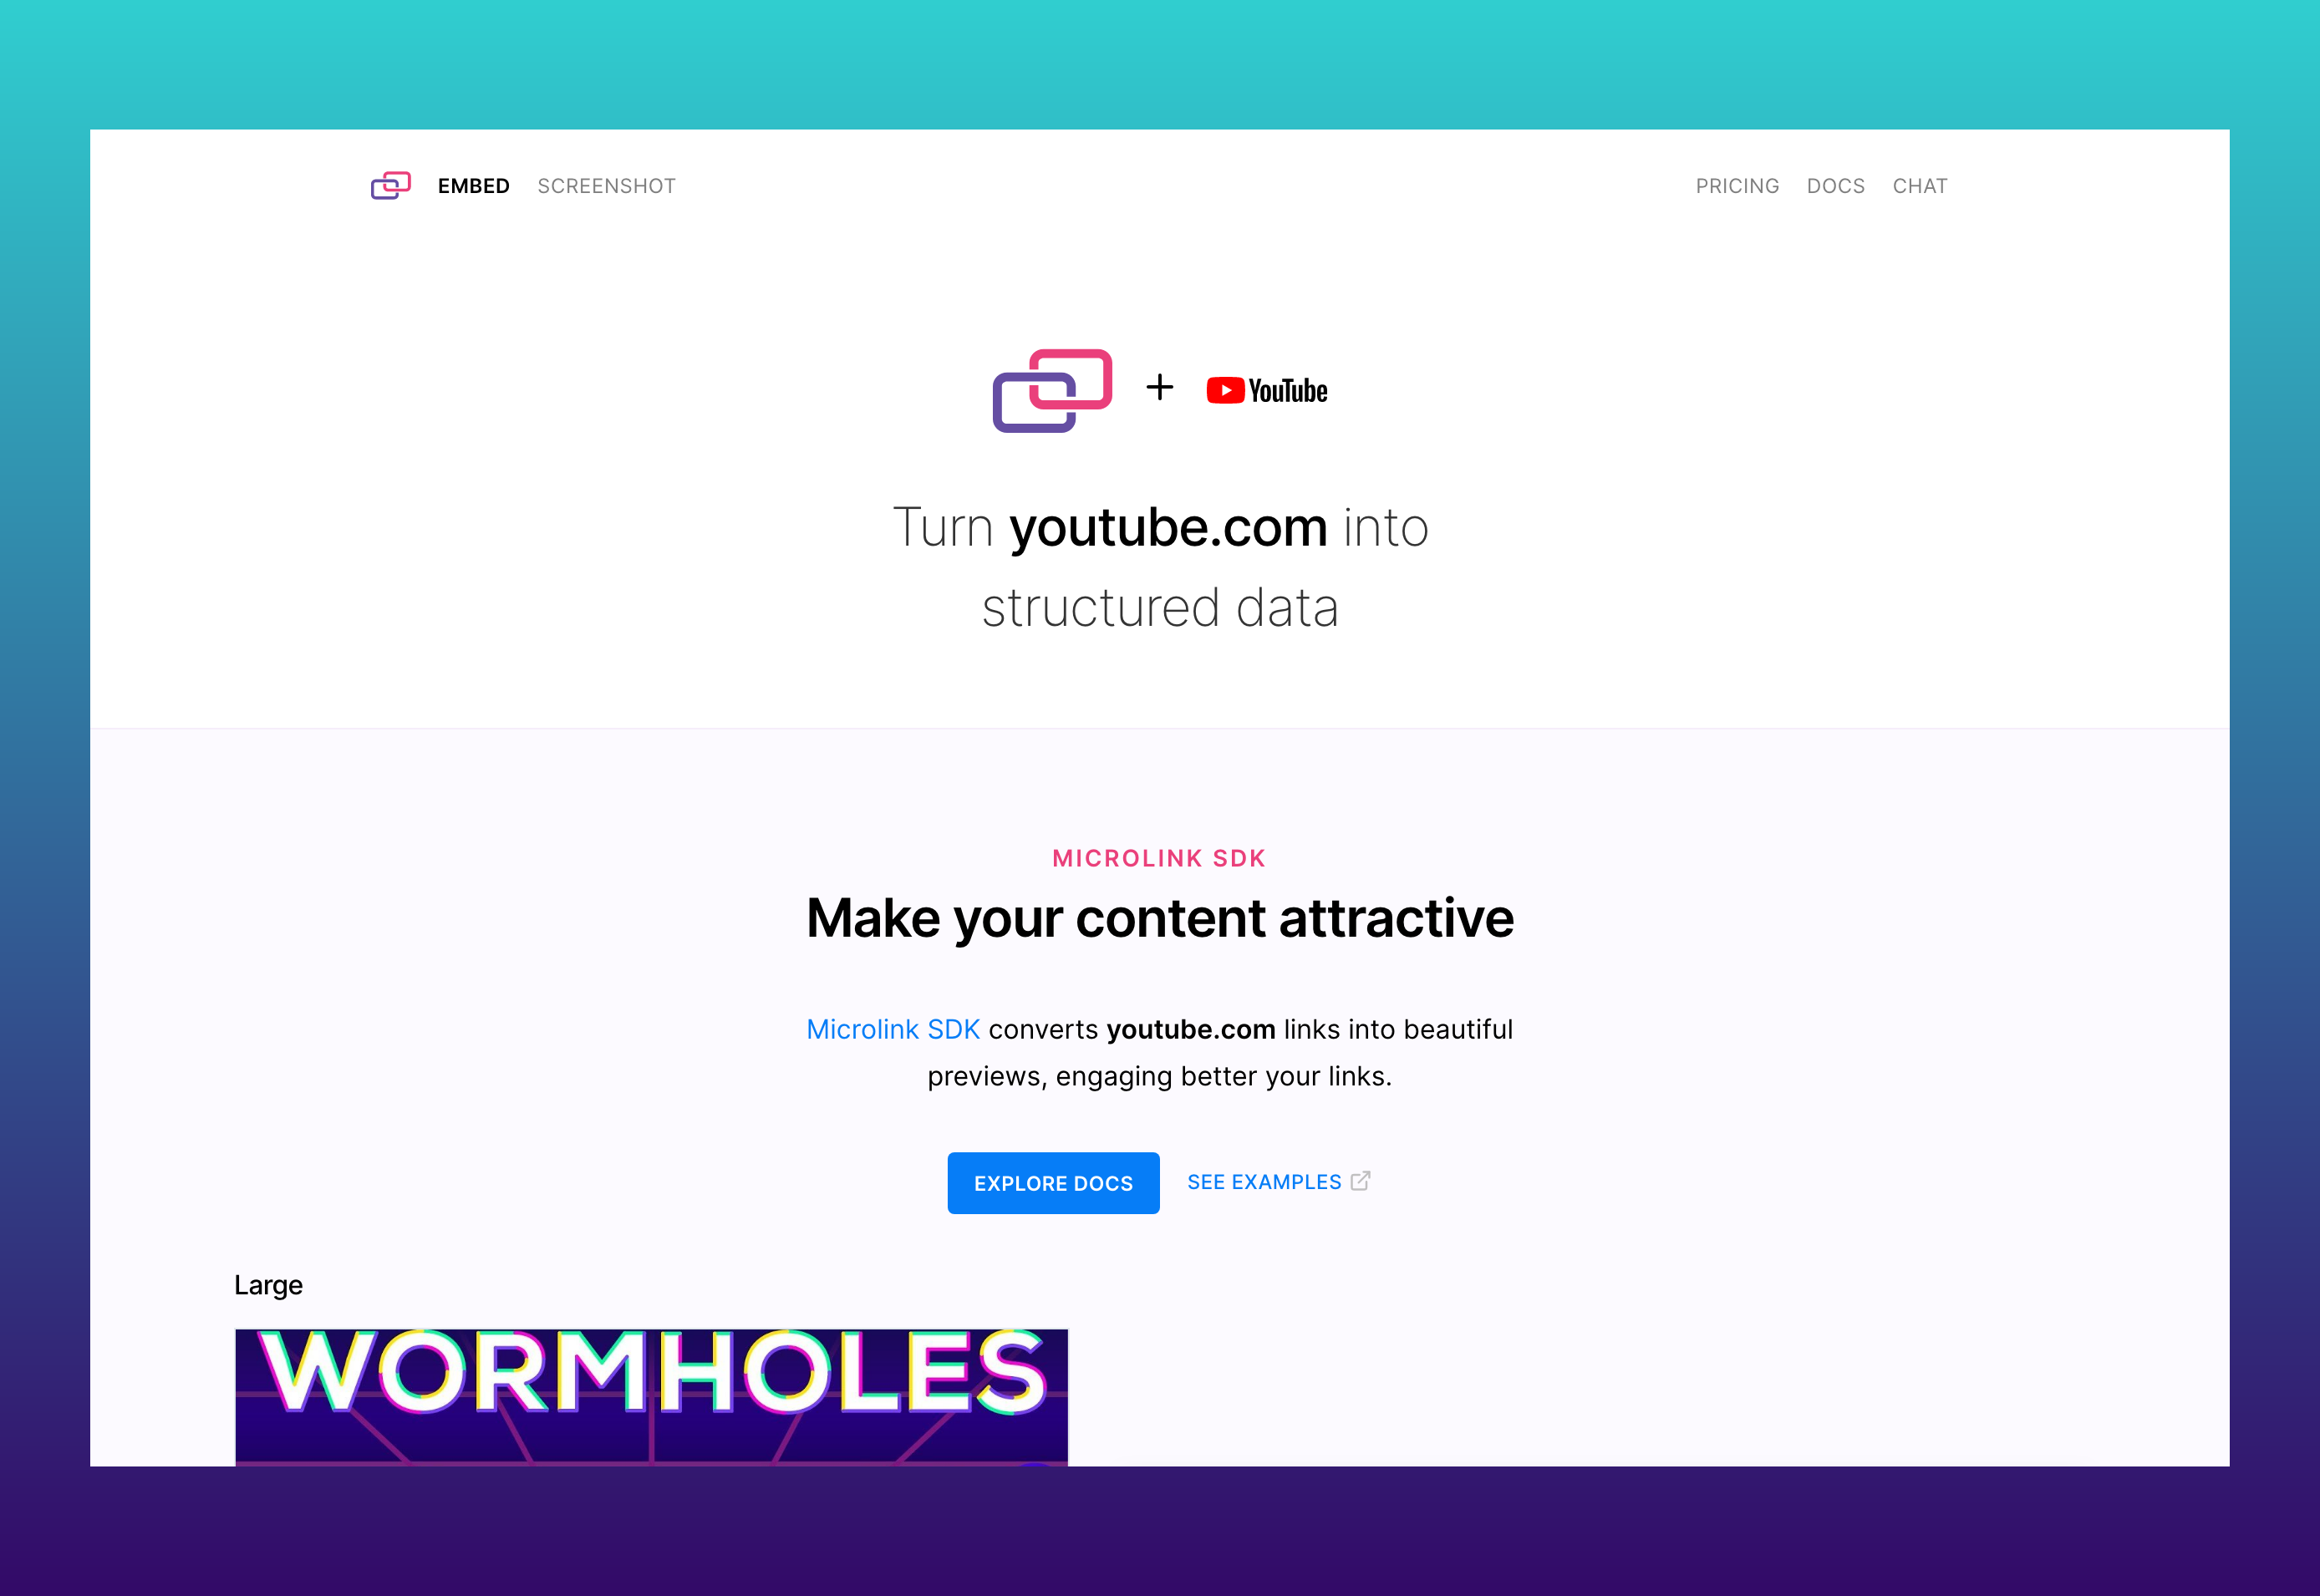 EMBED SCREENSHOT PRICING DOCS CHAT
YouTube
Turn youtube.com into
structured data
MICROLINK SDK
Make your content attractive
Microlink SDK converts youtube.com links into beautiful
previews, engaging better your links.
EXPLORE DOCS SEE EXAMPLES
Large
WORMHOLES